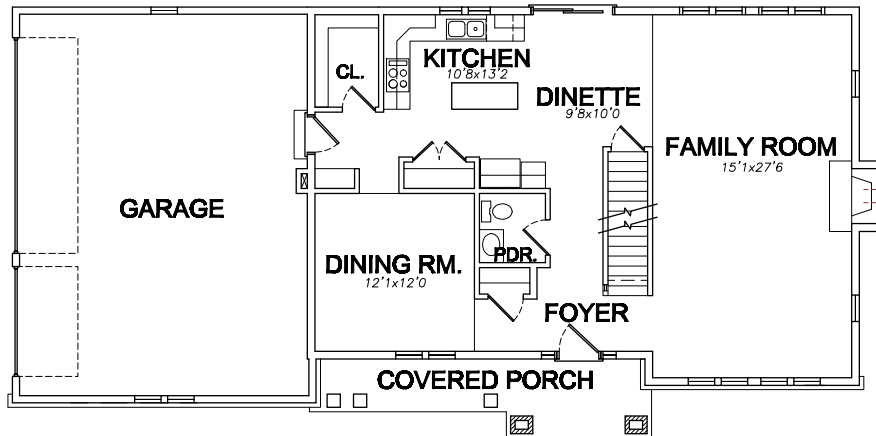 KITCHEN
10'8x13'2
CL.
DINETTE
9'8x10'0
FAMILY ROOM
15'1x27'6
GARAGE
PDR.
DINING RM.
12'1x12'0
FOYER
COVERED PORCH